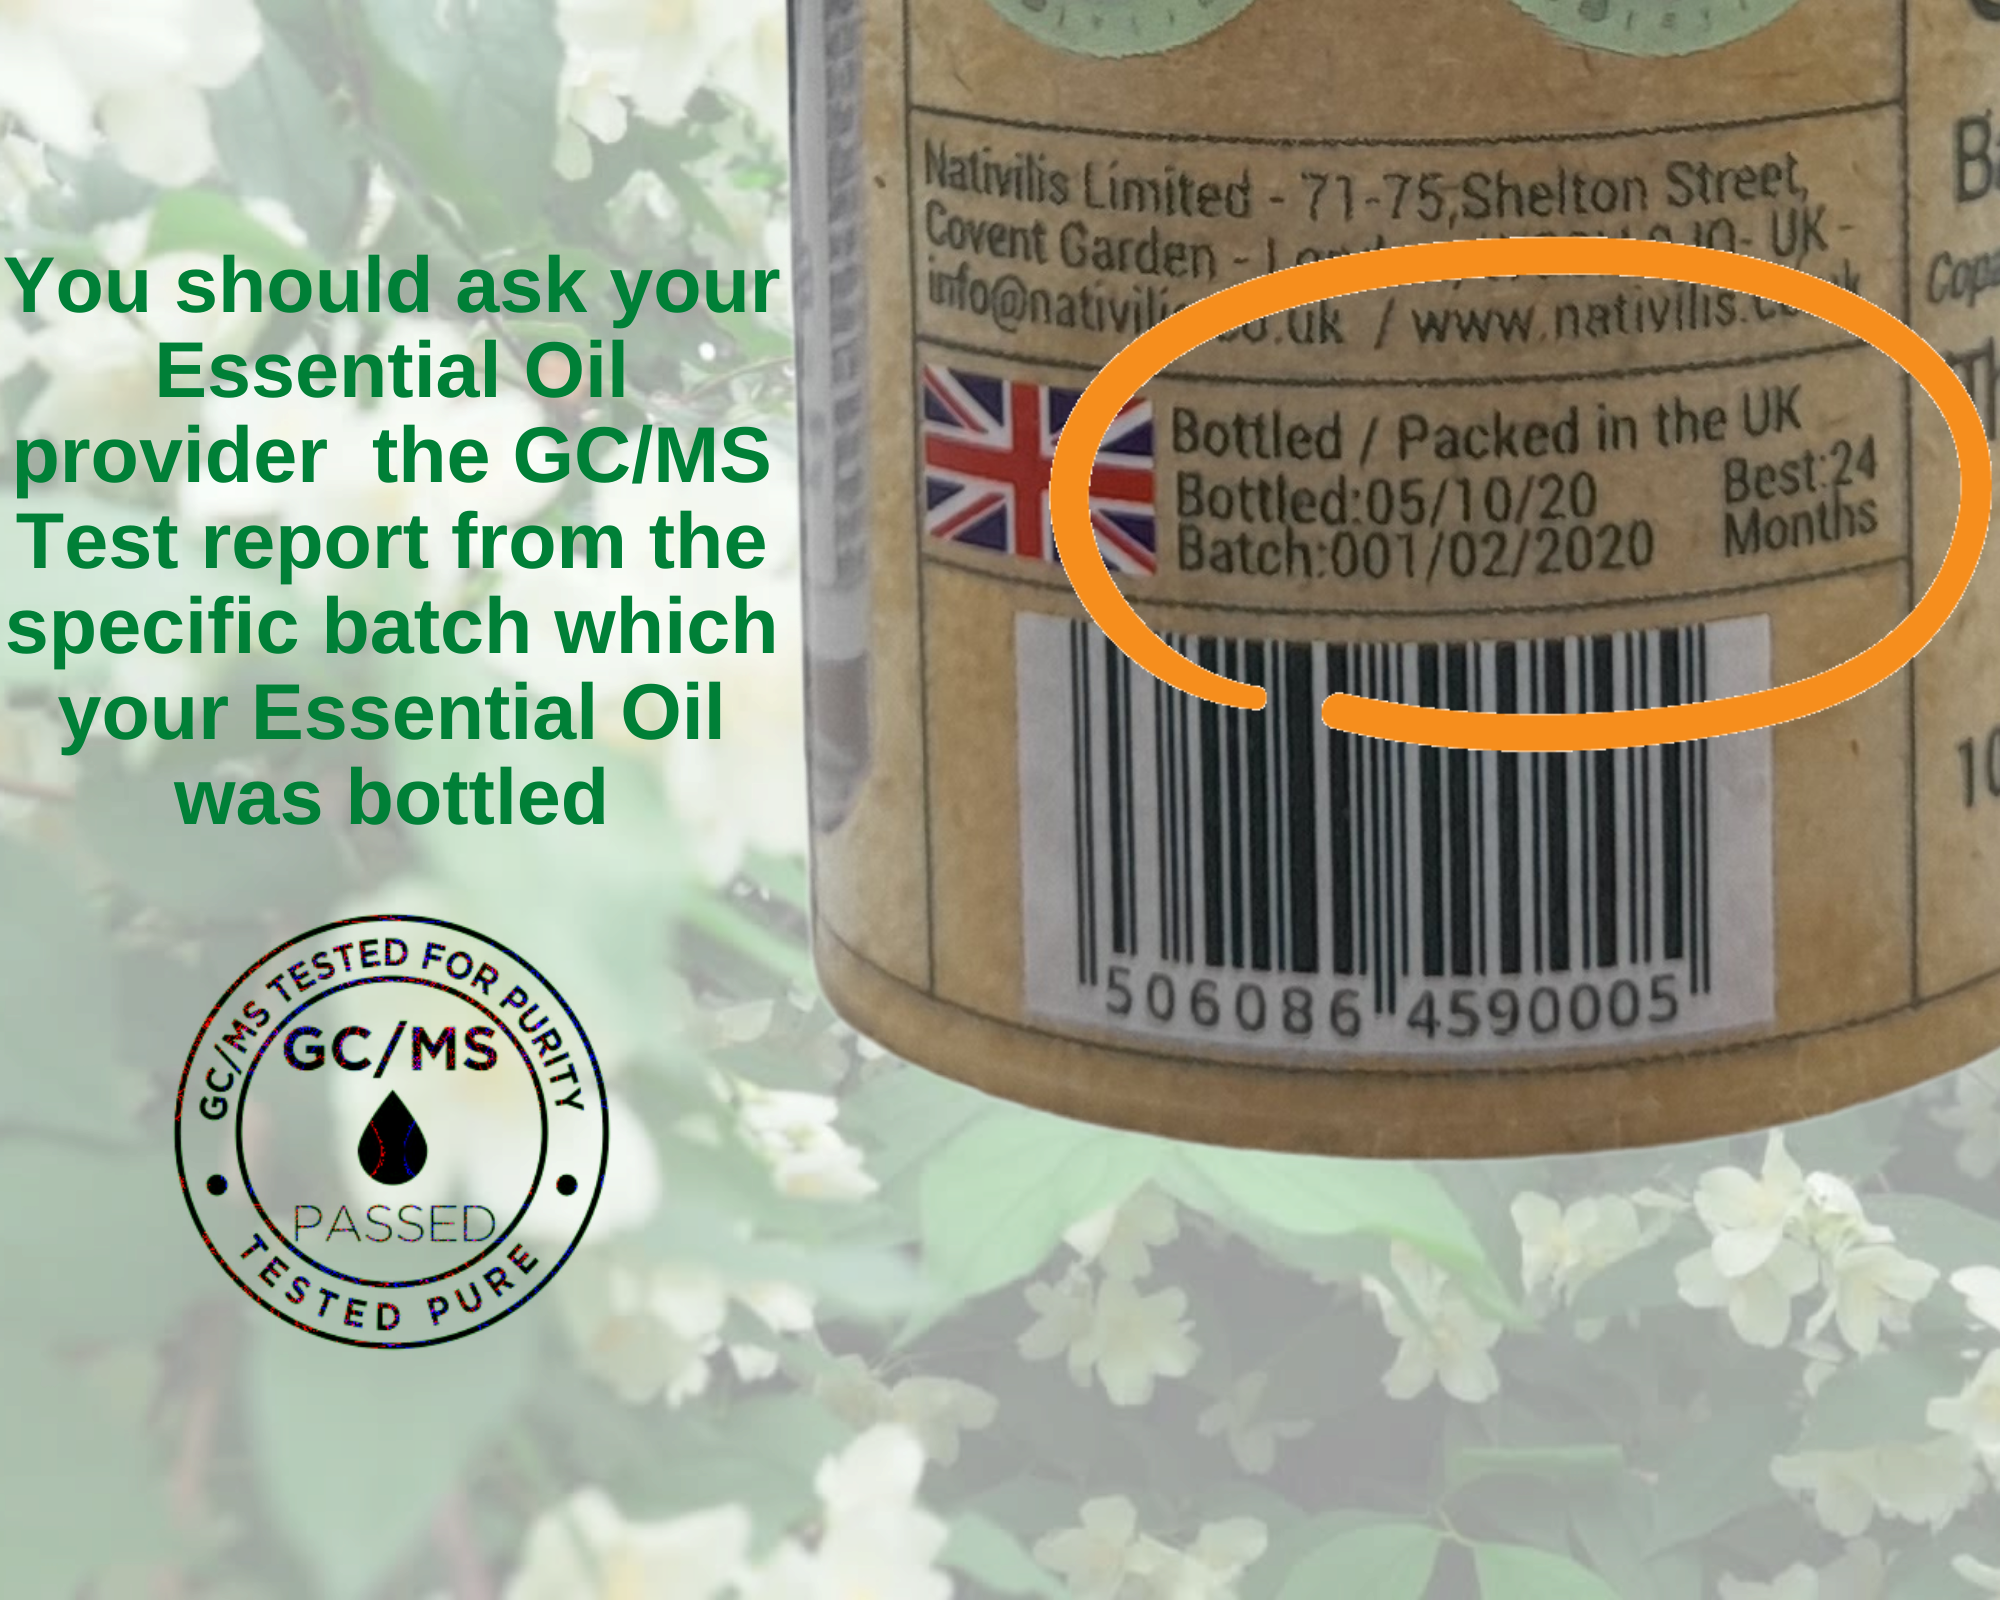 You should ask your
Essential Oil
provider  the GC/MS
Test report from the
specific batch which
your Essential Oil
was bottled
GC/MS TESTED FOR PURITY
GC/MS
PASSED
TESTED PURE
Nativilis Limited - 71-75,Shelton Street,
Covent Garden - UK -
/ www.nativilis.
Bottled / Packed in the UK
Bottled:05/10/20
Batch:001/02/2020
Best:24
Months
5 06086 4590005
10